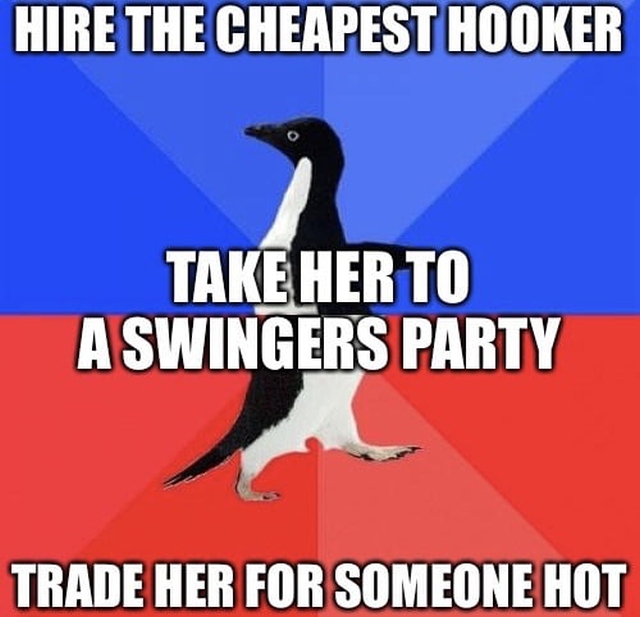 HIRE THE CHEAPEST HOOKER
TAKE HER TO
A SWINGERS PARTY
TRADE HER FOR SOMEONE HOT